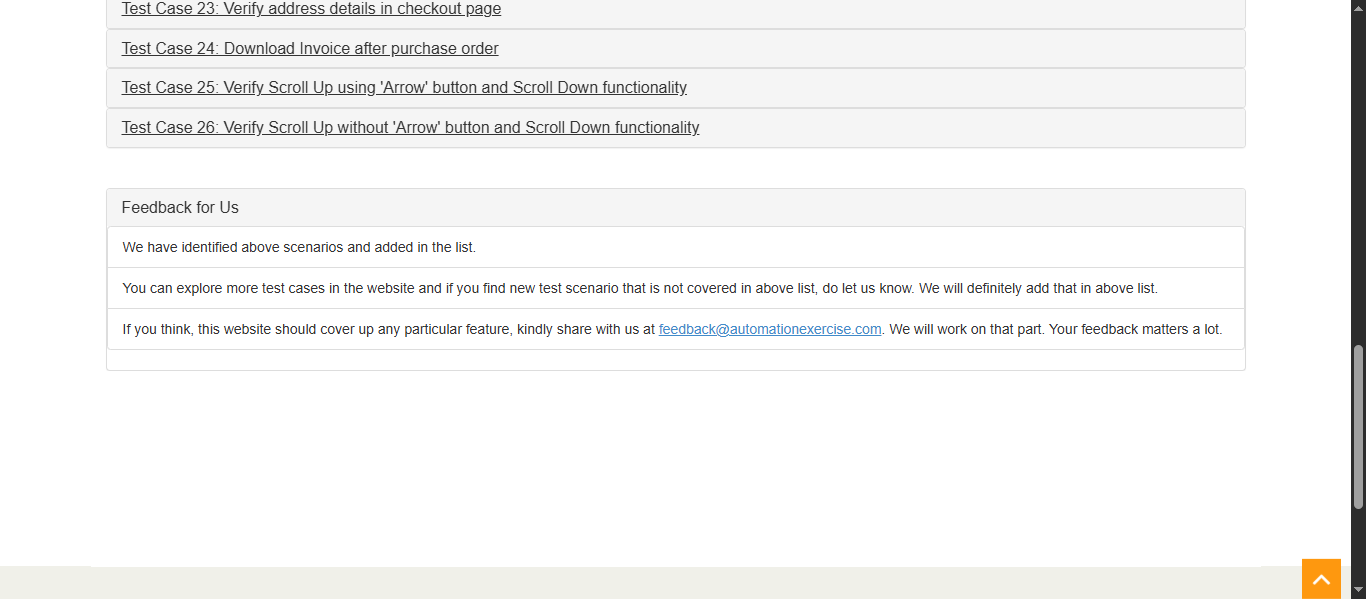 Test Case 23: Verify address details in checkout page
Test Case 24: Download Invoice after purchase order
Test Case 25: Verify Scroll Up using 'Arrow' button and Scroll Down functionality
Test Case 26: Verify Scroll Up without 'Arrow' button and Scroll Down functionality
Feedback for Us
We have identified above scenarios and added in the list.
You can explore more test cases in the website and if you find new test scenario that is not covered in above list, do let us know. We will definitely add that in above list.
If you think, this website should cover up any particular feature, kindly share with us at feedback@automationexercise.com. We will work on that part. Your feedback matters a lot.